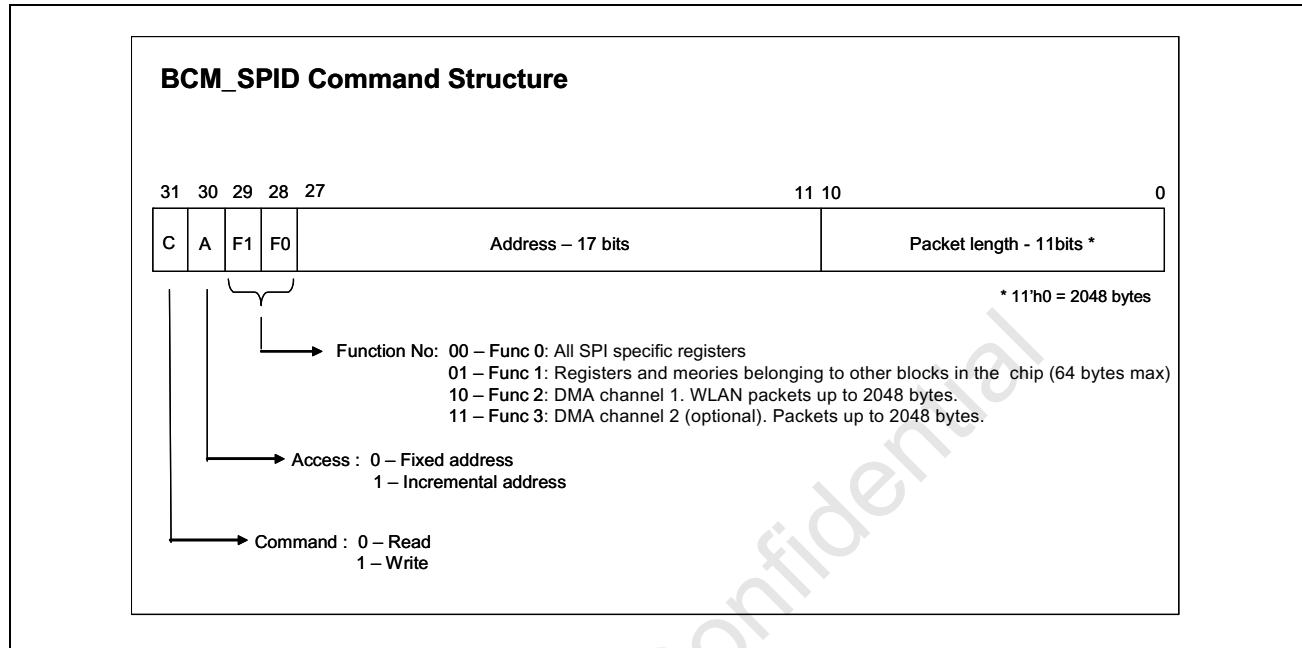 BCM_SPID Command Structure
31 30 29 28 27 11 10 0
C A F1 F0 Address – 17 bits Packet length - 11bits *
* 11'h0 = 2048 bytes
Function No: 00 – Func 0: All SPI specific registers
01 – Func 1: Registers and meories belonging to other blocks in the chip (64 bytes max)
10 – Func 2: DMA channel 1. WLAN packets up to 2048 bytes.
11 – Func 3: DMA channel 2 (optional). Packets up to 2048 bytes.
Access : 0 – Fixed address
1 – Incremental address
Command : 0 – Read
1 – Write
onfidential